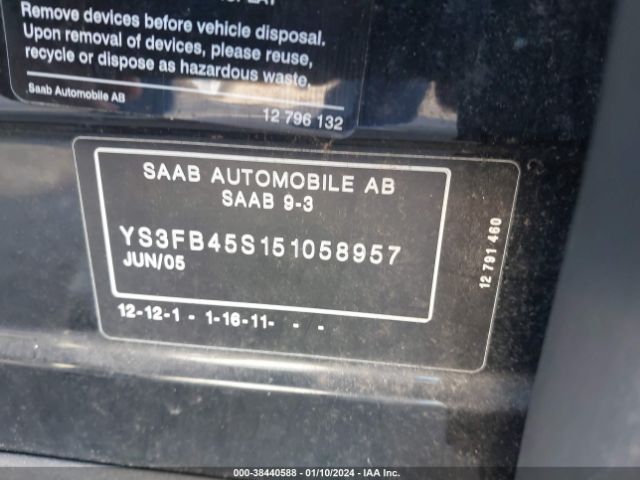 Remove devices before vehicle disposal.
Upon removal of devices, please reuse,
recycle or dispose as hazardous waste.
Saab Automobile AB
12 796 132
SAAB AUTOMOBILE AB
SAAB 9-3
YS3FB45S151058957
JUN/05
12-12-1 - 1-16-11- - -
12 791 460
000-38440588 - 01/10/2024 - IAA Inc.